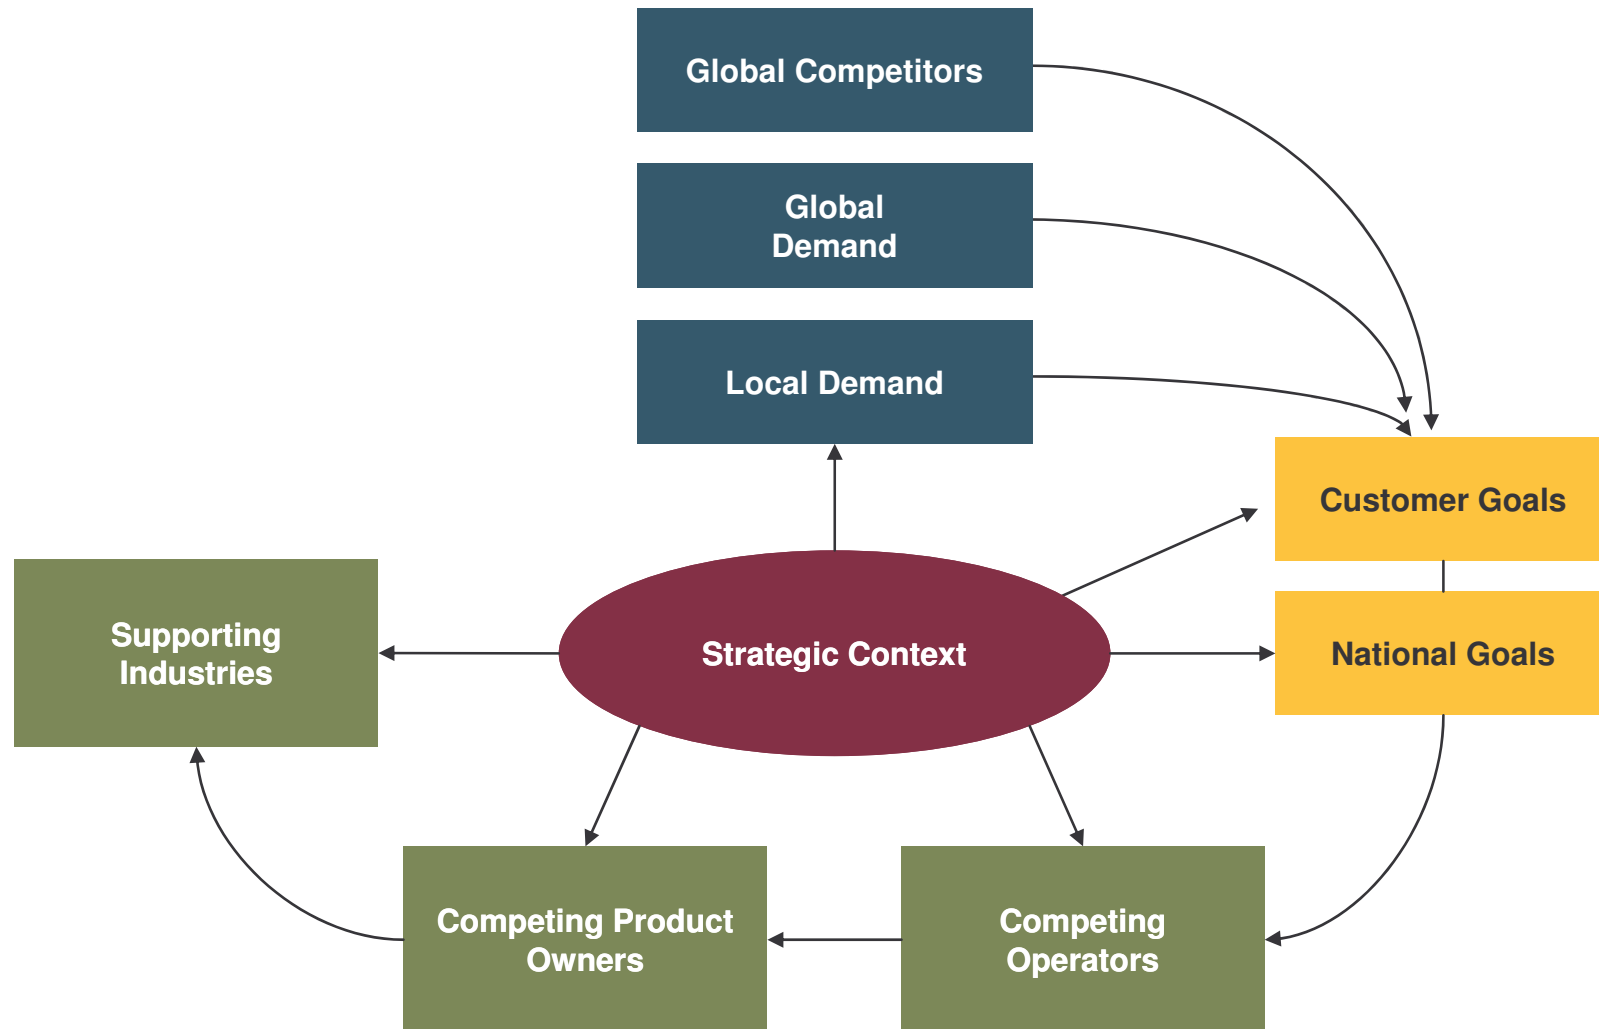 Global Competitors
Global
Demand
Local Demand
Customer Goals
Supporting
Industries
Strategic Context
National Goals
Competing Product
Owners
Competing
Operators